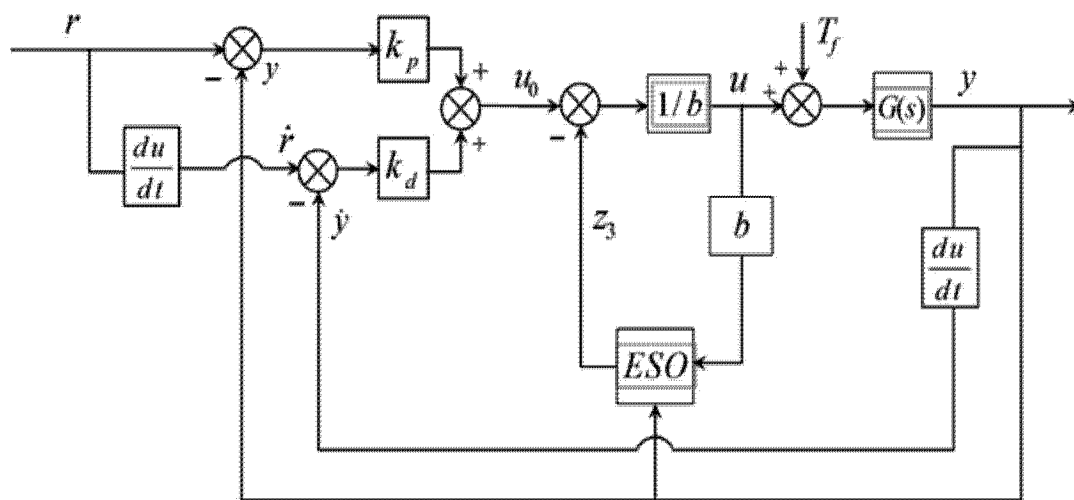 r
−
y
k_p
+
u_0
−
1/b
u
+
+
T_f
G(s)
y
du/dt
ṙ
−
ẏ
k_d
+
z_3
b
du/dt
ESO